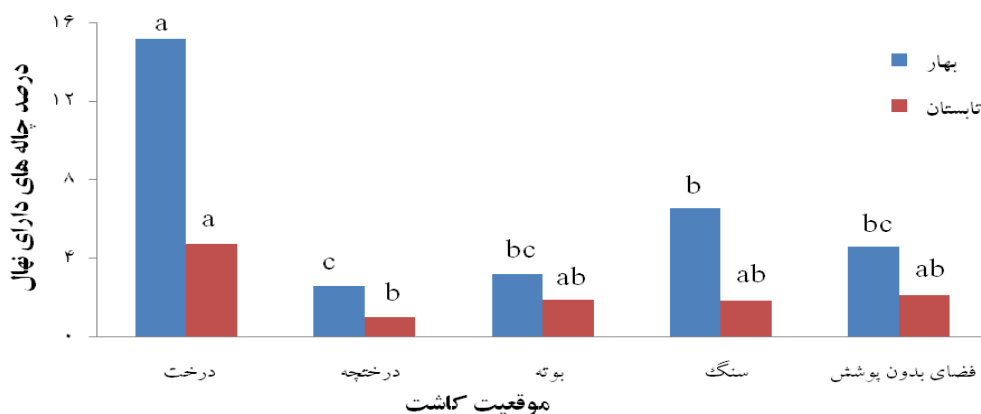 درصد چاله های دارای نهال
۱۶
۱۲
۸
۴
۰
a
a
c
b
bc
ab
b
ab
bc
ab
بهار
تابستان
درخت
درختچه
بوته
سنگ
فضای بدون پوشش
موقعیت کاشت